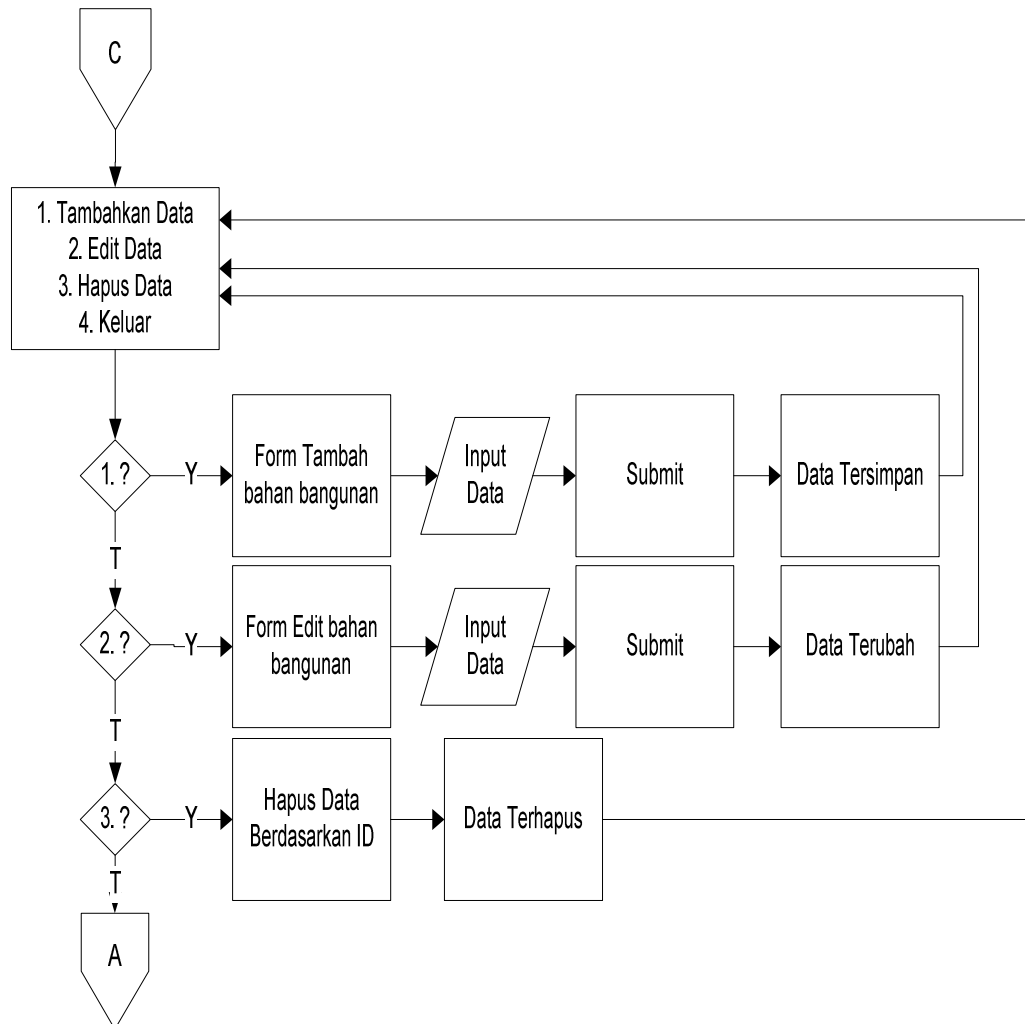 C
1. Tambahkan Data
2. Edit Data
3. Hapus Data
4. Keluar
1. ?
Y
Form Tambah
bahan bangunan
Input
Data
Submit
Data Tersimpan
T
2. ?
Y
Form Edit bahan
bangunan
Input
Data
Submit
Data Terubah
T
3. ?
Y
Hapus Data
Berdasarkan ID
Data Terhapus
T
A